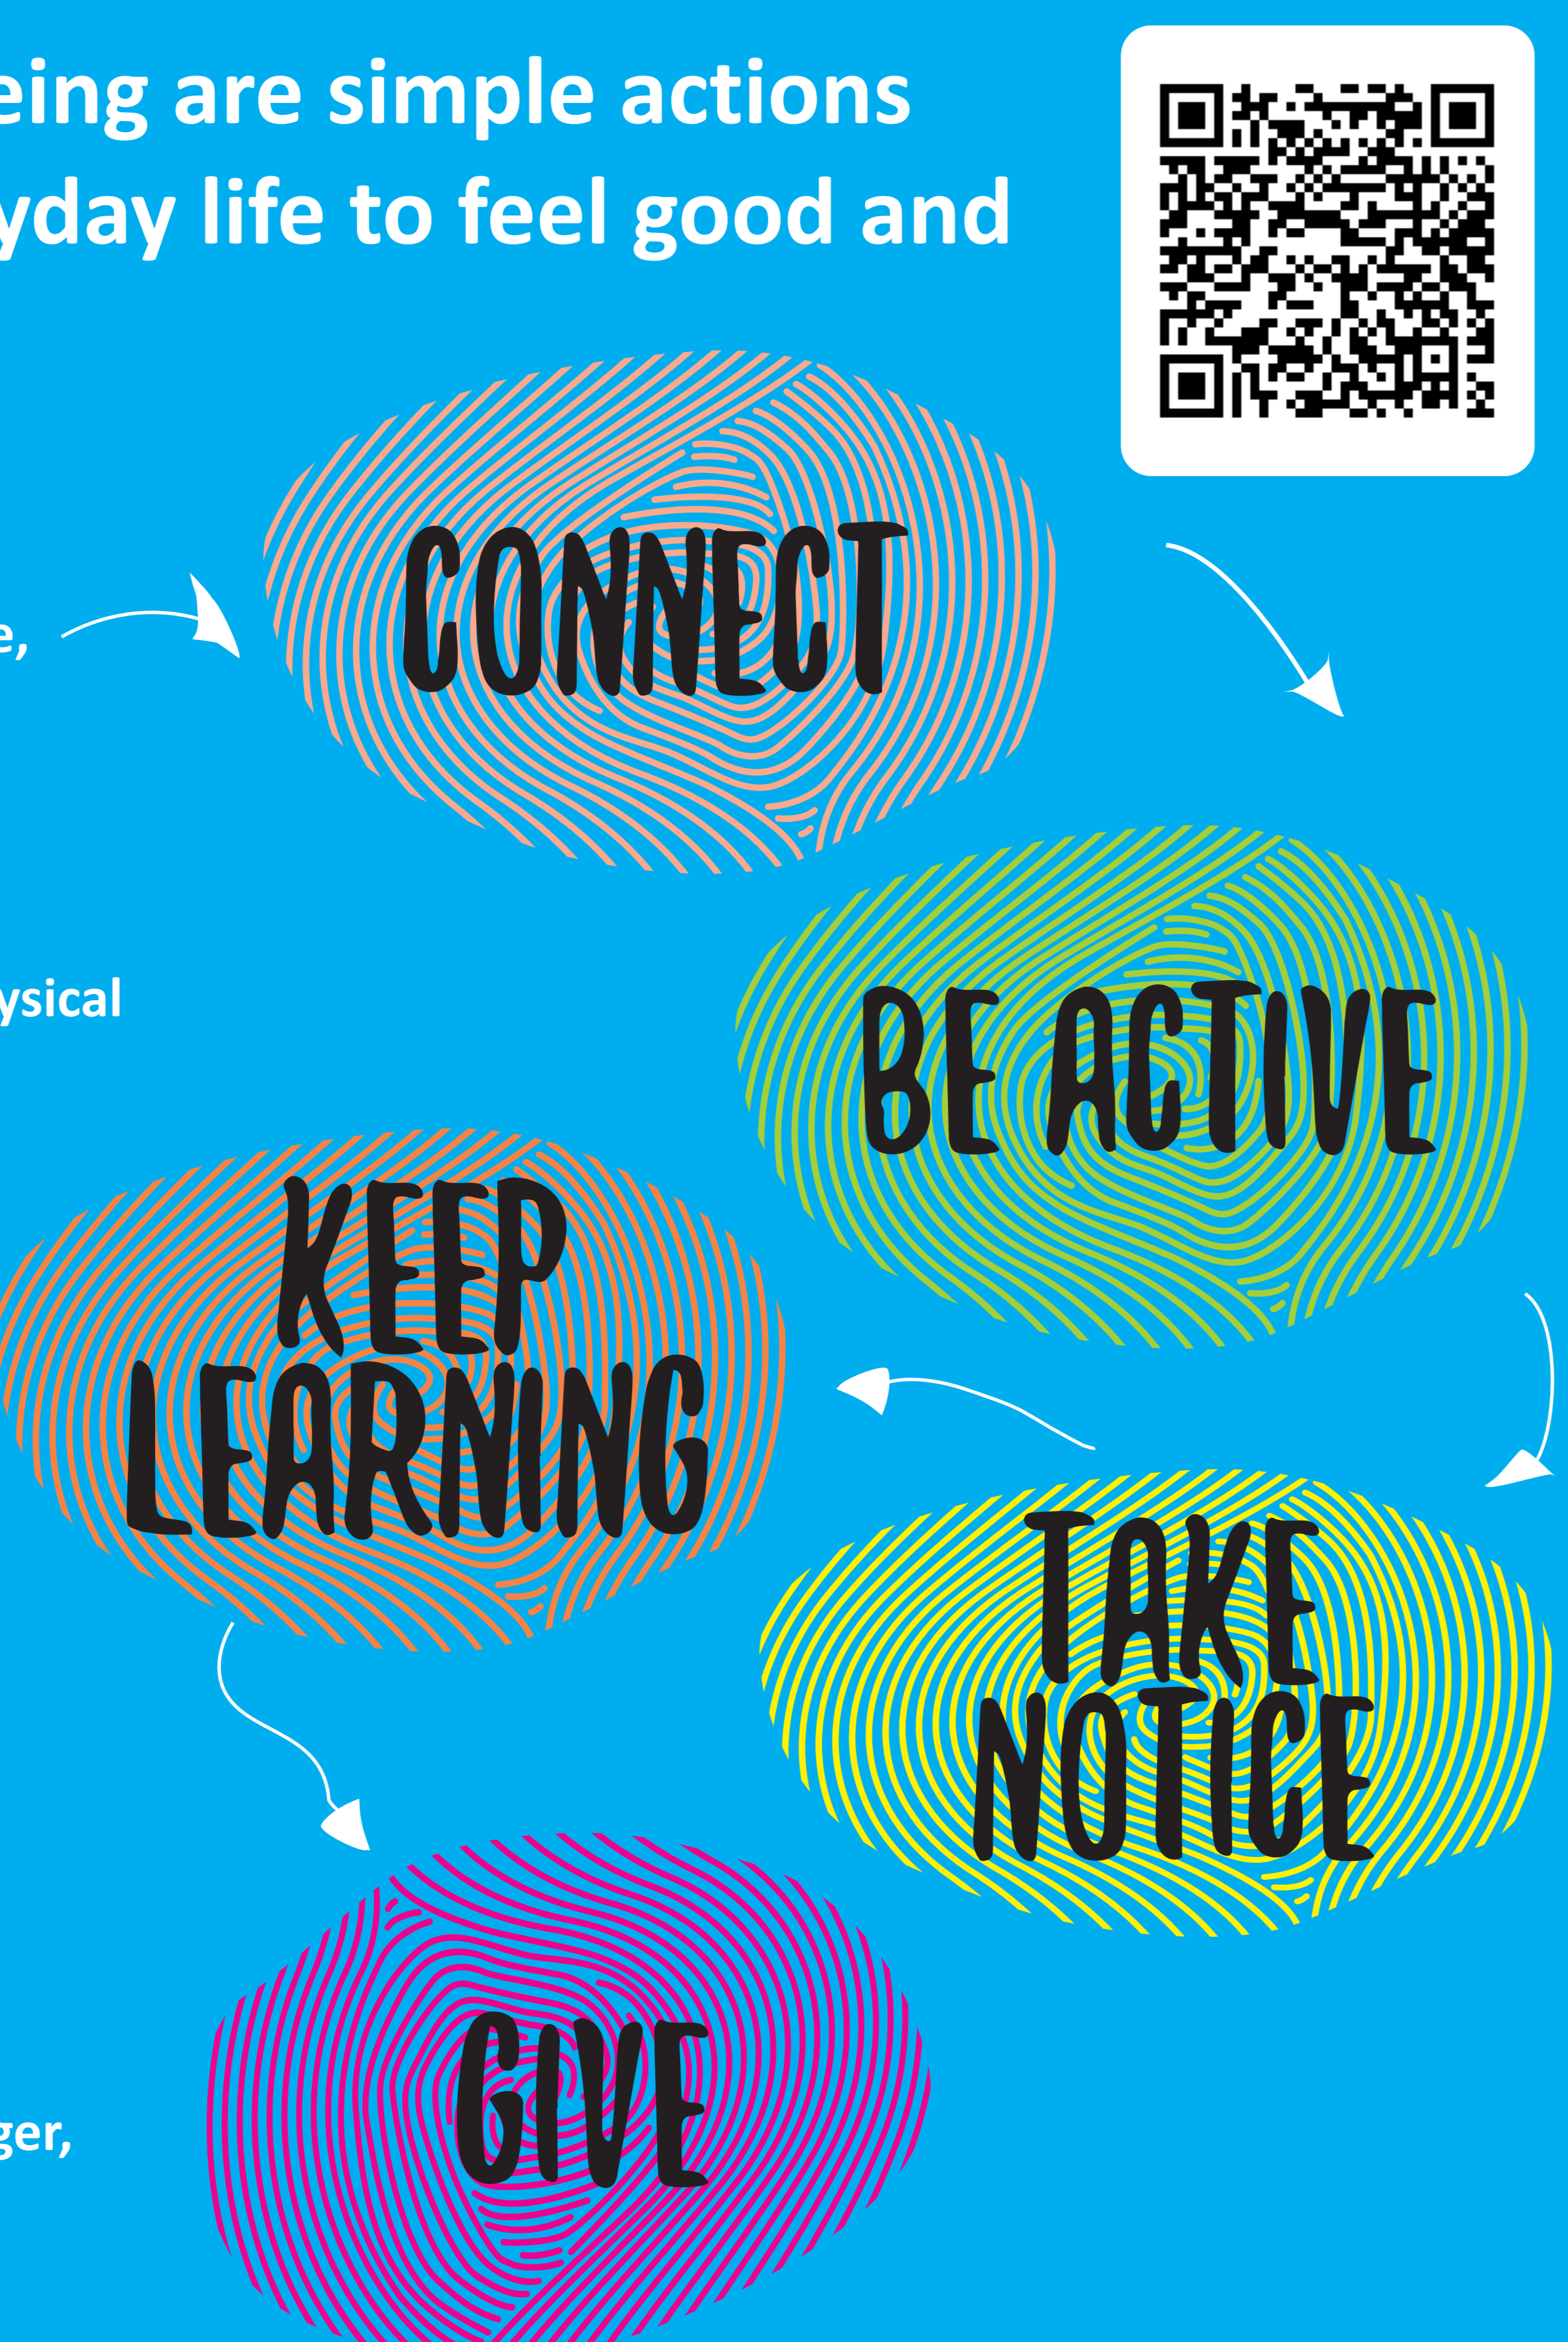 eing are simple actions
yday life to feel good and
CONNECT
e,
ysical
BE ACTIVE
KEEP
LEARNING
TAKE
NOTICE
GIVE
ger,